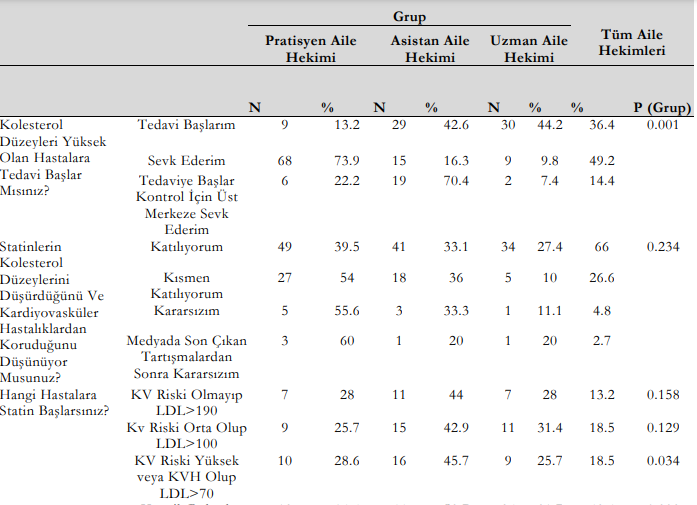 Grup
Pratisyen Aile Hekimi Asistan Aile Hekimi Uzman Aile Hekimi Tüm Aile Hekimleri
N % N % N % % P (Grup)
Kolesterol Tedavi Başlarım 9 13.2 29 42.6 30 44.2 36.4 0.001
Düzeyleri Yüksek
Olan Hastalara Sevk Ederim 68 73.9 15 16.3 9 9.8 49.2
Tedavi Başlar Tedaviye Başlar 6 22.2 19 70.4 2 7.4 14.4
Mısınız? Kontrol İçin Üst
Merkeze Sevk
Ederim
Statinlerin Katılıyorum 49 39.5 41 33.1 34 27.4 66 0.234
Kolesterol
Düzeylerini Kısmen 27 54 18 36 5 10 26.6
Düşürdüğünü Ve Katılıyorum
Kardiyovasküler Kararsızım 5 55.6 3 33.3 1 11.1 4.8
Hastalıklardan
Koruduğunu Medyada Son Çıkan 3 60 1 20 1 20 2.7
Düşünüyor Tartışmalardan
Musunuz? Sonra Kararsızım
Hangi Hastalara KV Riski Olmayıp 7 28 11 44 7 28 13.2 0.158
Statin Başlarsınız? LDL>190
Kv Riski Orta Olup 9 25.7 15 42.9 11 31.4 18.5 0.129
LDL>100
KV Riski Yüksek 10 28.6 16 45.7 9 25.7 18.5 0.034
veya KVH Olup
LDL>70